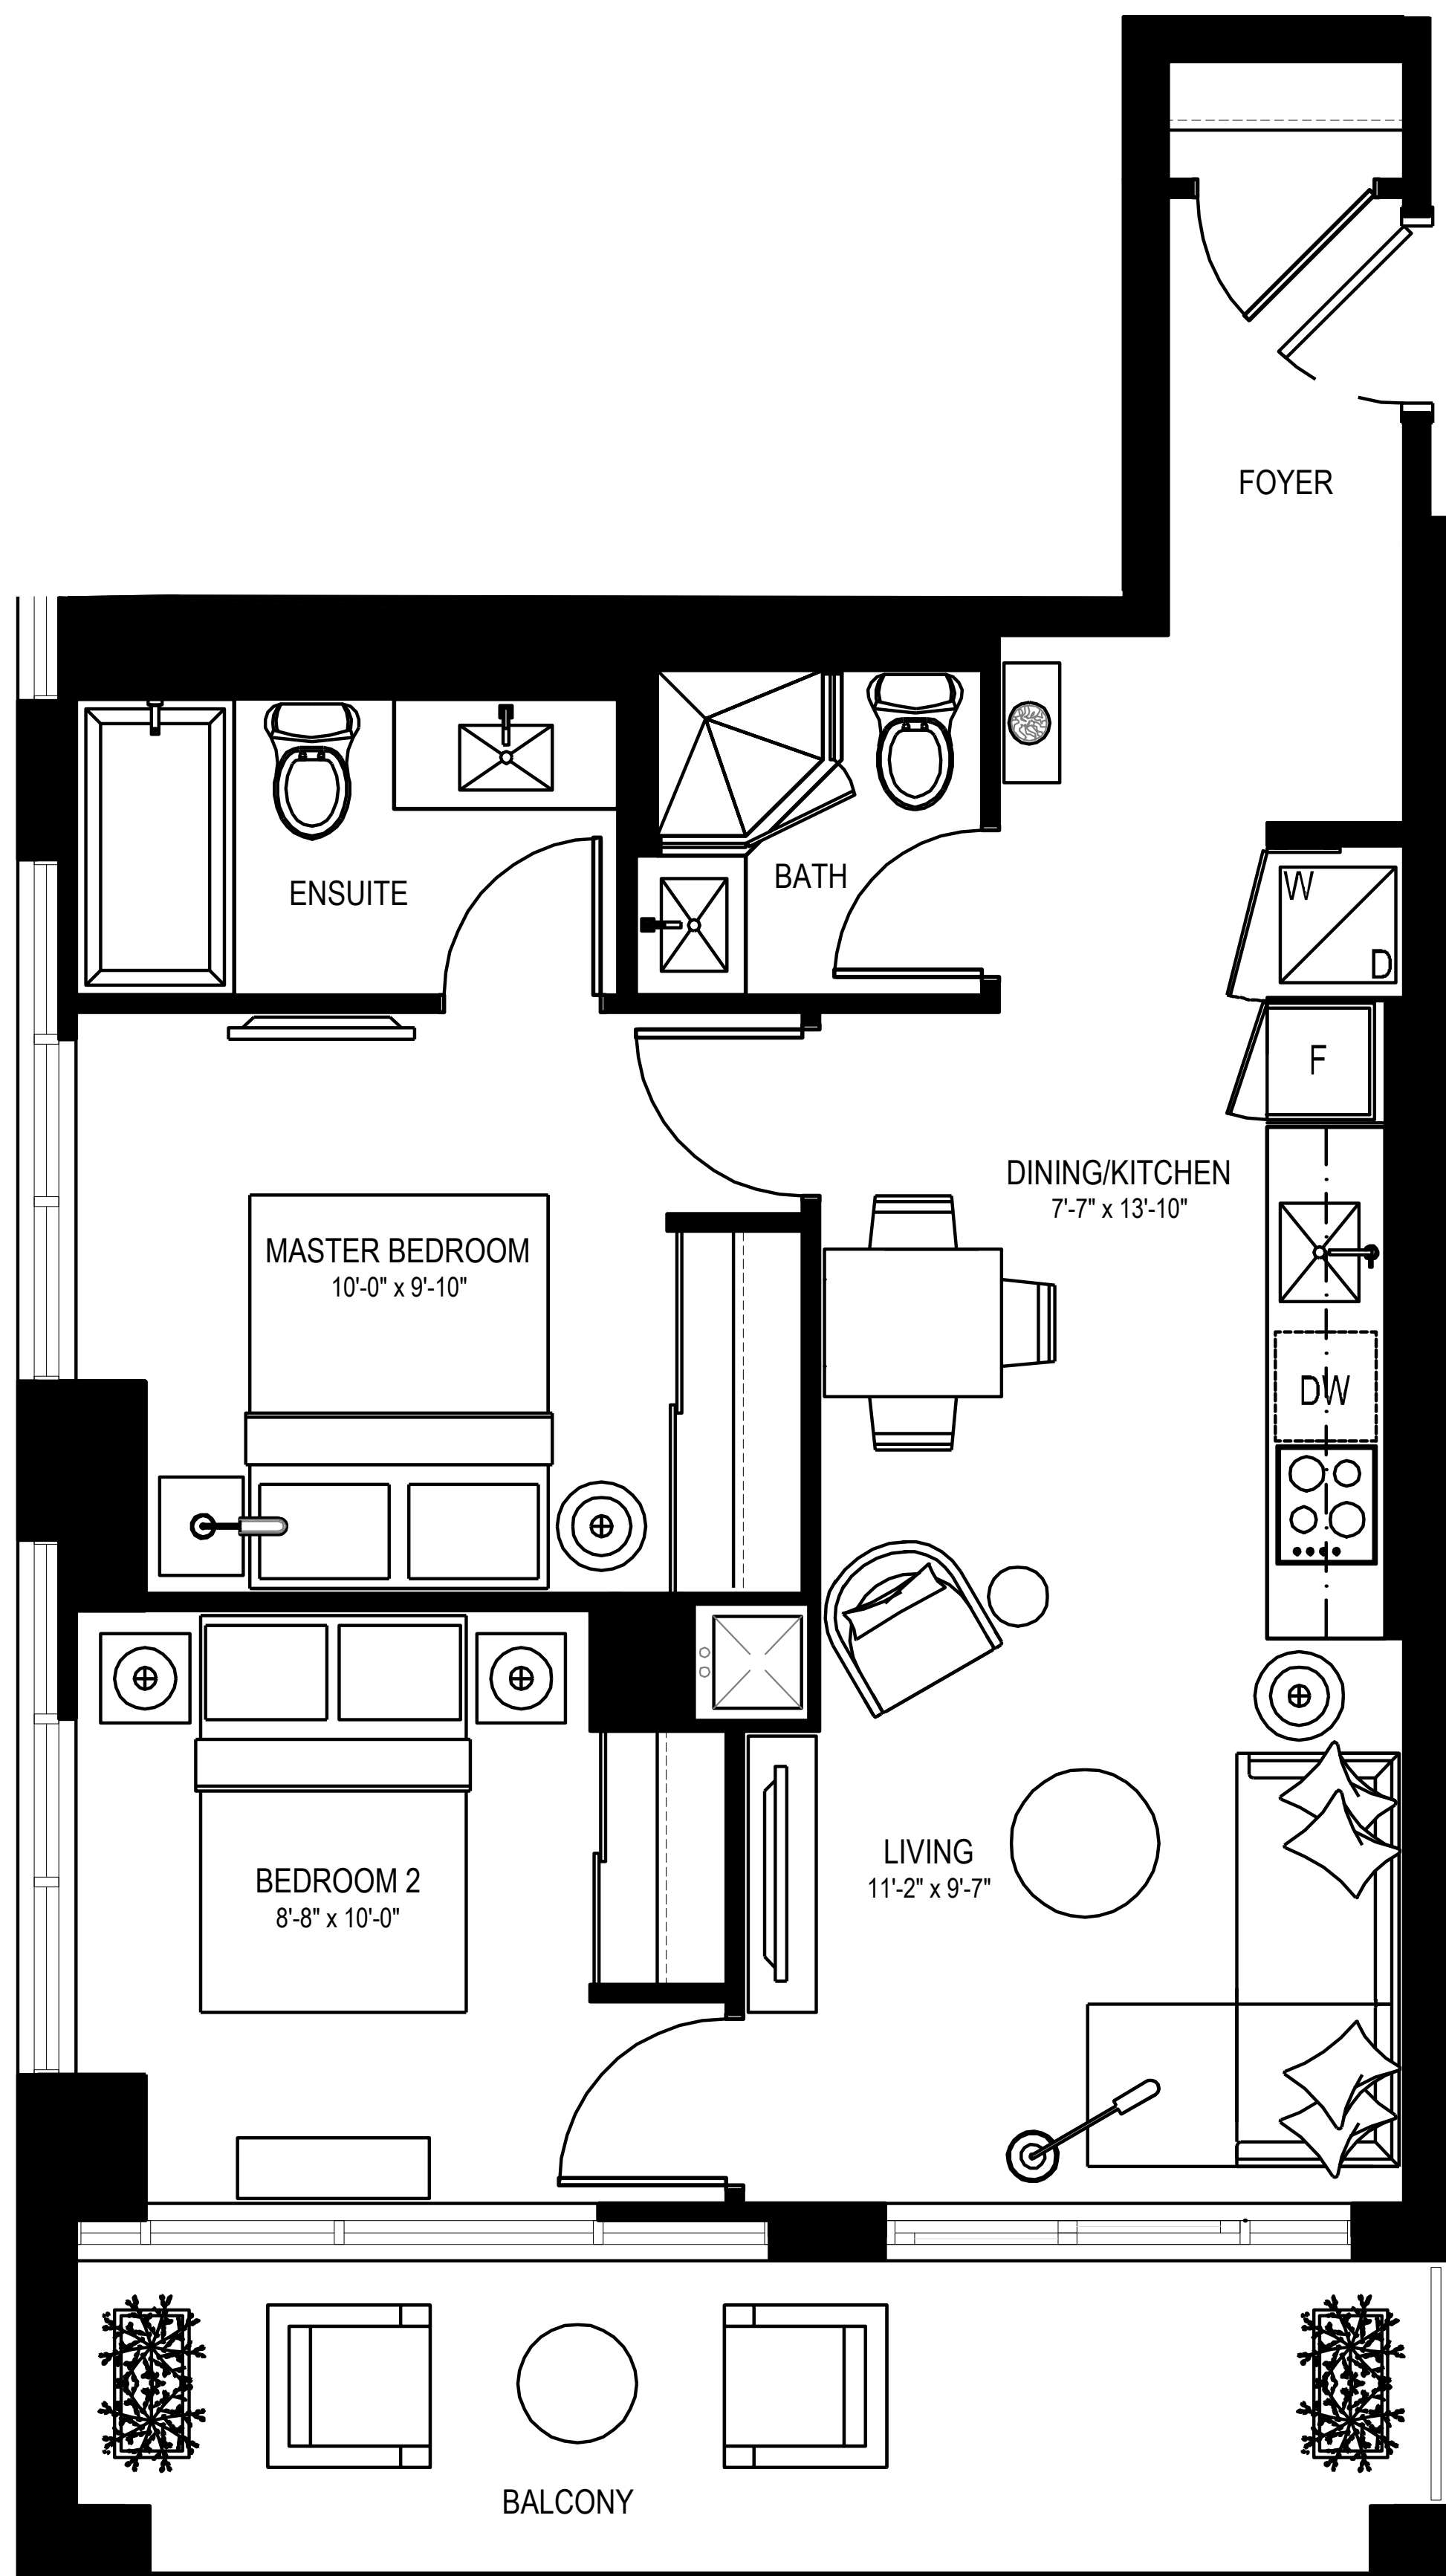 FOYER
ENSUITE
BATH
W
D
F
DINING/KITCHEN
7'-7" x 13'-10"
MASTER BEDROOM
10'-0" x 9'-10"
DW
LIVING
11'-2" x 9'-7"
BEDROOM 2
8'-8" x 10'-0"
BALCONY